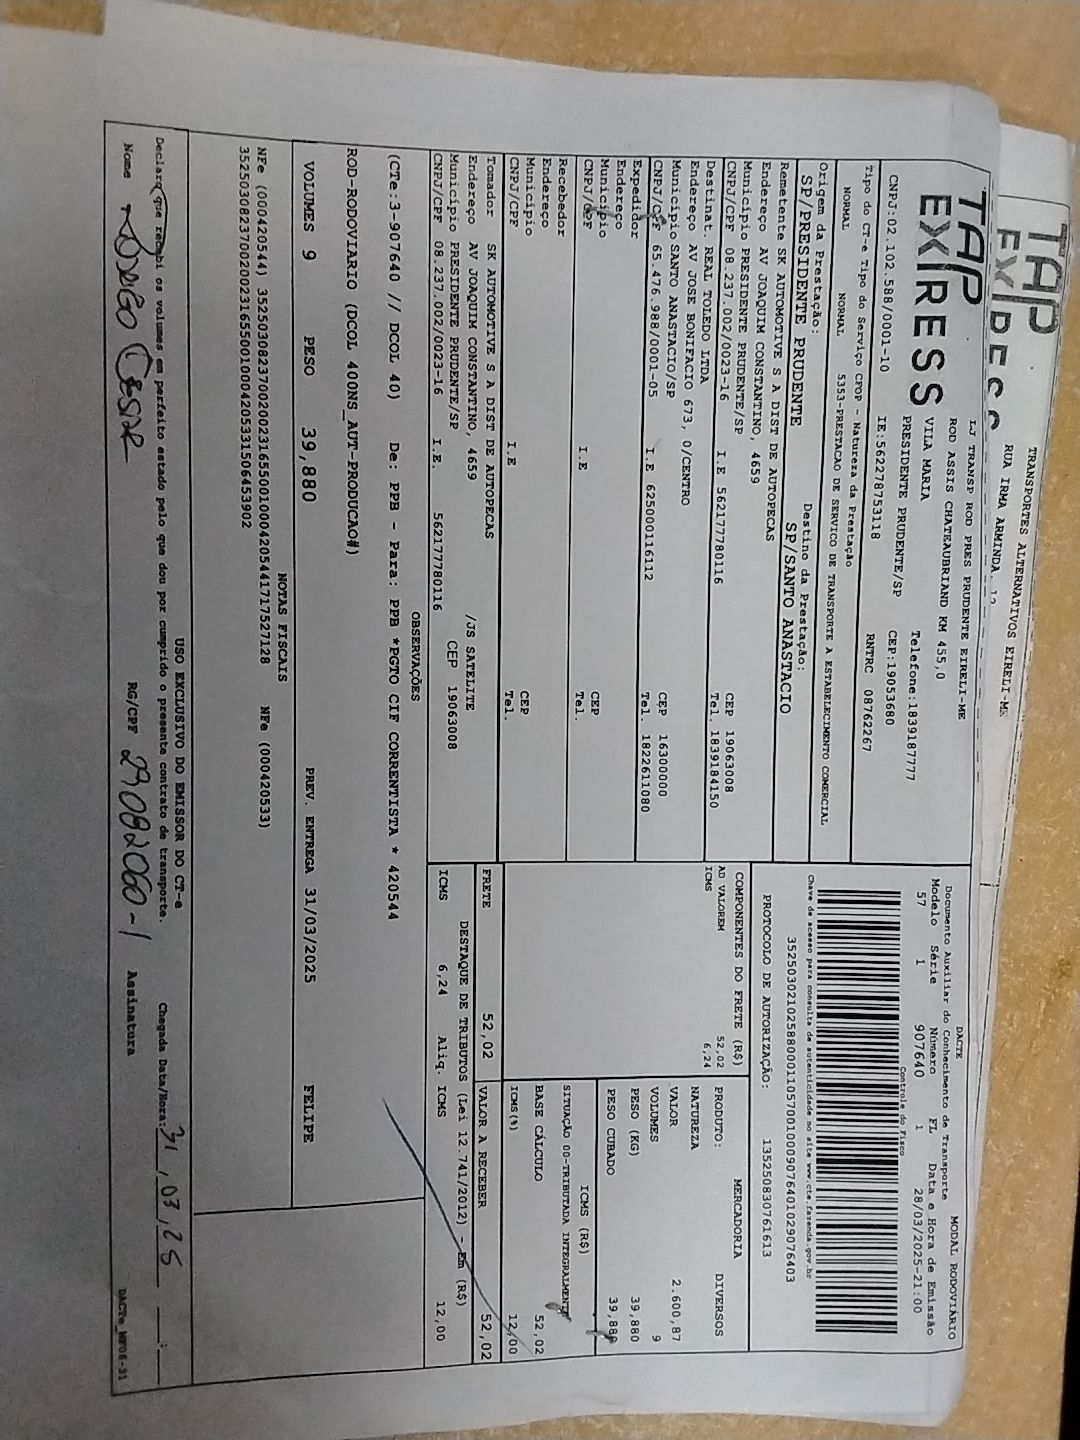 TAP
EXPRESS
TRANSPORTES ALTERNATIVOS EIRELI-ME
RUA IRMA ARMINDA, 12
TAP
EXPRESS
LJ TRANSP ROD PRES PRUDENTE EIRELI-ME
ROD ASSIS CHATEAUBRIAND KM 455,0
VILA MARIA
Telefone:1839187777
PRESIDENTE PRUDENTE/SP CEP:19053680
CNPJ:02.102.588/0001-10 IE:562278753118
RNTRC 08762267
Tipo do CT-e Tipo do Serviço CFOP - Natureza da Prestação
NORMAL NORMAL 5353-PRESTACAO DE SERVICO DE TRANSPORTE A ESTABELECIMENTO COMERCIAL
Origem da Prestação: Destino da Prestação:
SP/PRESIDENTE PRUDENTE SP/SANTO ANASTACIO
Remetente SK AUTOMOTIVE S A DIST DE AUTOPECAS
Endereço AV JOAQUIM CONSTANTINO, 4659
Município PRESIDENTE PRUDENTE/SP CEP 19063008
CNPJ/CPF 08.237.002/0023-16 I.E 562177780116 Tel. 1839184150
Destinat. REAL TOLEDO LTDA
Endereço AV JOSE BONIFACIO 673, 0/CENTRO
Município SANTO ANASTACIO/SP CEP 16300000
CNPJ/CPF 65.476.988/0001-05 I.E 625000116112 Tel. 1822611080
Expedidor
Endereço
Município CEP
CNPJ/CPF I.E Tel.
Recebedor
Endereço
Município CEP
CNPJ/CPF I.E Tel.
Tomador SK AUTOMOTIVE S A DIST DE AUTOPECAS
Endereço AV JOAQUIM CONSTANTINO, 4659 /JS SATELITE
Município PRESIDENTE PRUDENTE/SP CEP 19063008
CNPJ/CPF 08.237.002/0023-16 I.E. 562177780116
DACTE MODAL RODOVIÁRIO
Documento Auxiliar do Conhecimento de Transporte
Modelo Série Número FL Data e Hora de Emissão
57 1 907640 1 28/03/2025-21:00
Controle do Fisco
Chave de acesso para consulta de autenticidade no site www.cte.fazenda.gov.br
35250302102588000110570010009076401029076403
PROTOCOLO DE AUTORIZAÇÃO: 135250830761613
COMPONENTES DO FRETE (R$)
AD VALOREM 52,02
ICMS 6,24
MERCADORIA
PRODUTO: DIVERSOS
NATUREZA
VALOR 2.600,87
VOLUMES 9
PESO (KG) 39,880
PESO CUBADO 39,880
ICMS (R$)
SITUAÇÃO 00-TRIBUTADA INTEGRALMENTE
BASE CÁLCULO 52,02
ICMS(%) 12,00
FRETE 52,02 VALOR A RECEBER 52,02
DESTAQUE DE TRIBUTOS (Lei 12.741/2012) - Em (R$)
ICMS 6,24 Aliq. ICMS 12,00
OBSERVAÇÕES
(CTe:3-907640 // DCOL 40) De: PPB - Para: PPB *PGTO CIF CORRENTISTA * 420544
ROD-RODOVIARIO (DCOL 400NS_AUT-PRODUCAO#)
VOLUMES 9 PESO 39,880 PREV. ENTREGA 31/03/2025 FELIPE
NOTAS FISCAIS
NFe (000420544) 35250308237002002316550010004205441717527128 NFe (000420533)
35250308237002002316550010004205331506453902
USO EXCLUSIVO DO EMISSOR DO CT-e
Declaro que recebi os volumes em perfeito estado pelo que dou por cumprido o presente contrato de transporte. Chegada Data/Hora: 31,03,25 :
Nome Diego Cesar RG/CPF 29082060-1 Assinatura
DACTe_MF06-31